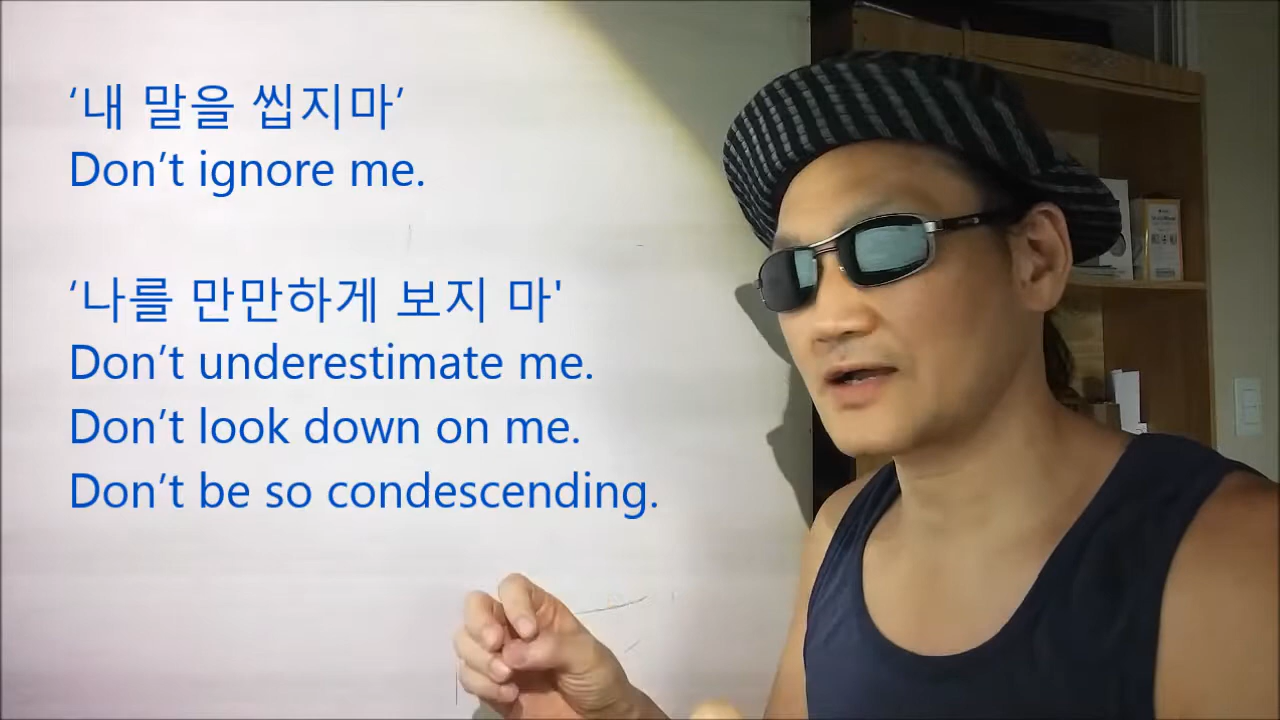 ‘내 말을 씹지마’
Don’t ignore me.
‘나를 만만하게 보지 마'
Don’t underestimate me.
Don’t look down on me.
Don’t be so condescending.